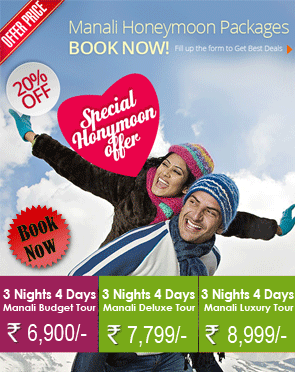 OFFER PRICE
Manali Honeymoon Packages
BOOK NOW! Fill up the form to Get Best Deals
20%
OFF
Special
Honymoon
offer
Book
Now
3 Nights 4 Days
Manali Budget Tour
₹ 6,900/-
3 Nights 4 Days
Manali Deluxe Tour
₹ 7,799/-
3 Nights 4 Days
Manali Luxury Tour
₹ 8,999/-